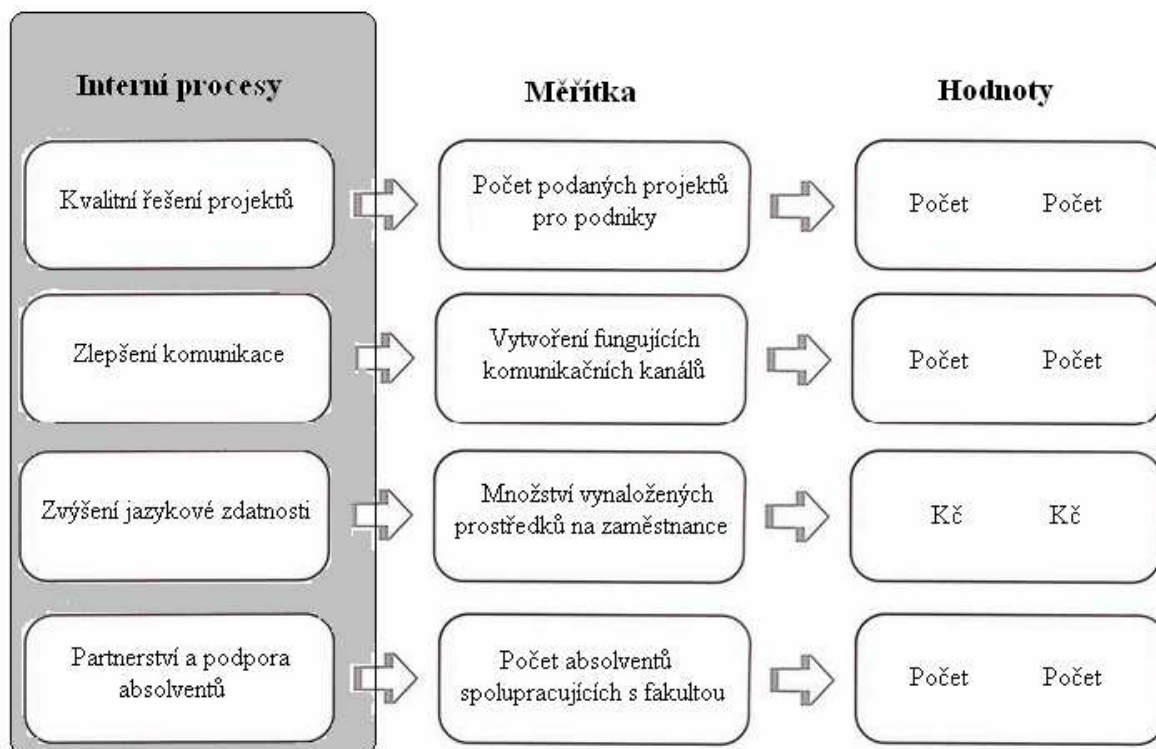 Interní procesy
Měřítka
Hodnoty
Kvalitní řešení projektů
Počet podaných projektů
pro podniky
Počet Počet
Zlepšení komunikace
Vytvoření fungujících
komunikačních kanálů
Počet Počet
Zvýšení jazykové zdatnosti
Množství vynaložených
prostředků na zaměstnance
Kč Kč
Partnerství a podpora
absolventů
Počet absolventů
spolupracujících s fakultou
Počet Počet